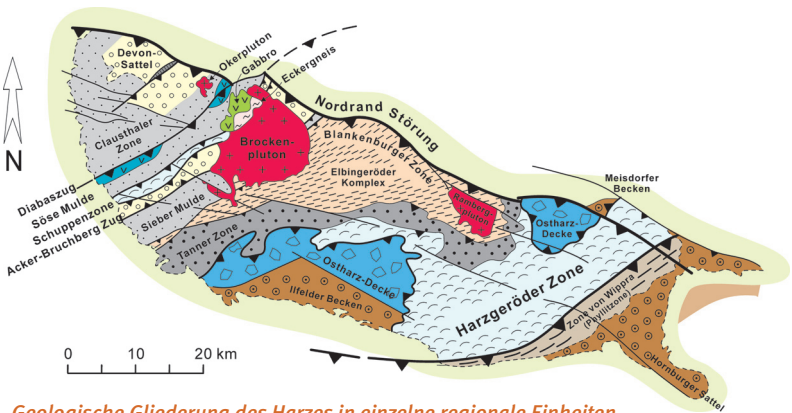 Devon-
Sattel
Okerpluton
Gabbro
Eckergneis
Nordrand Störung
Clausthaler
Zone
Brocken-
pluton
Blankenburger Zone
Elbingeröder
Komplex
Ramberg-
pluton
Meisdorfer
Becken
N
Diabaszug
Söse Mulde
Schuppenzone
Acker-Bruchberg Zug
Sieber Mulde
Tanner Zone
Ostharz-
Decke
Ostharz-Decke
Ilfelder Becken
Harzgeröder Zone
Zone von Wippra
(Phyllitzone)
Hornburger Sattel
0 10 20 km
Geologische Gliederung des Harzes in einzelne regionale Einheiten